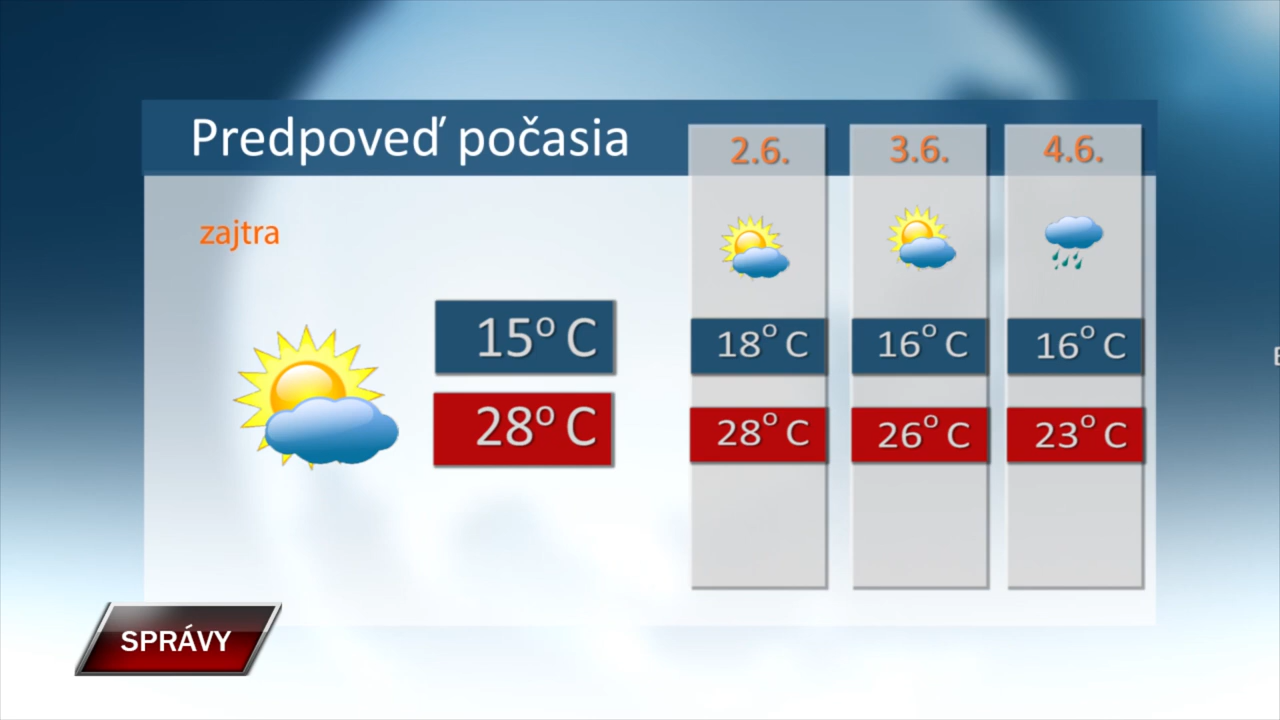 Predpoveď počasia
zajtra
15° C
28° C
2.6. 3.6. 4.6.
18° C 16° C 16° C
28° C 26° C 23° C
SPRÁVY